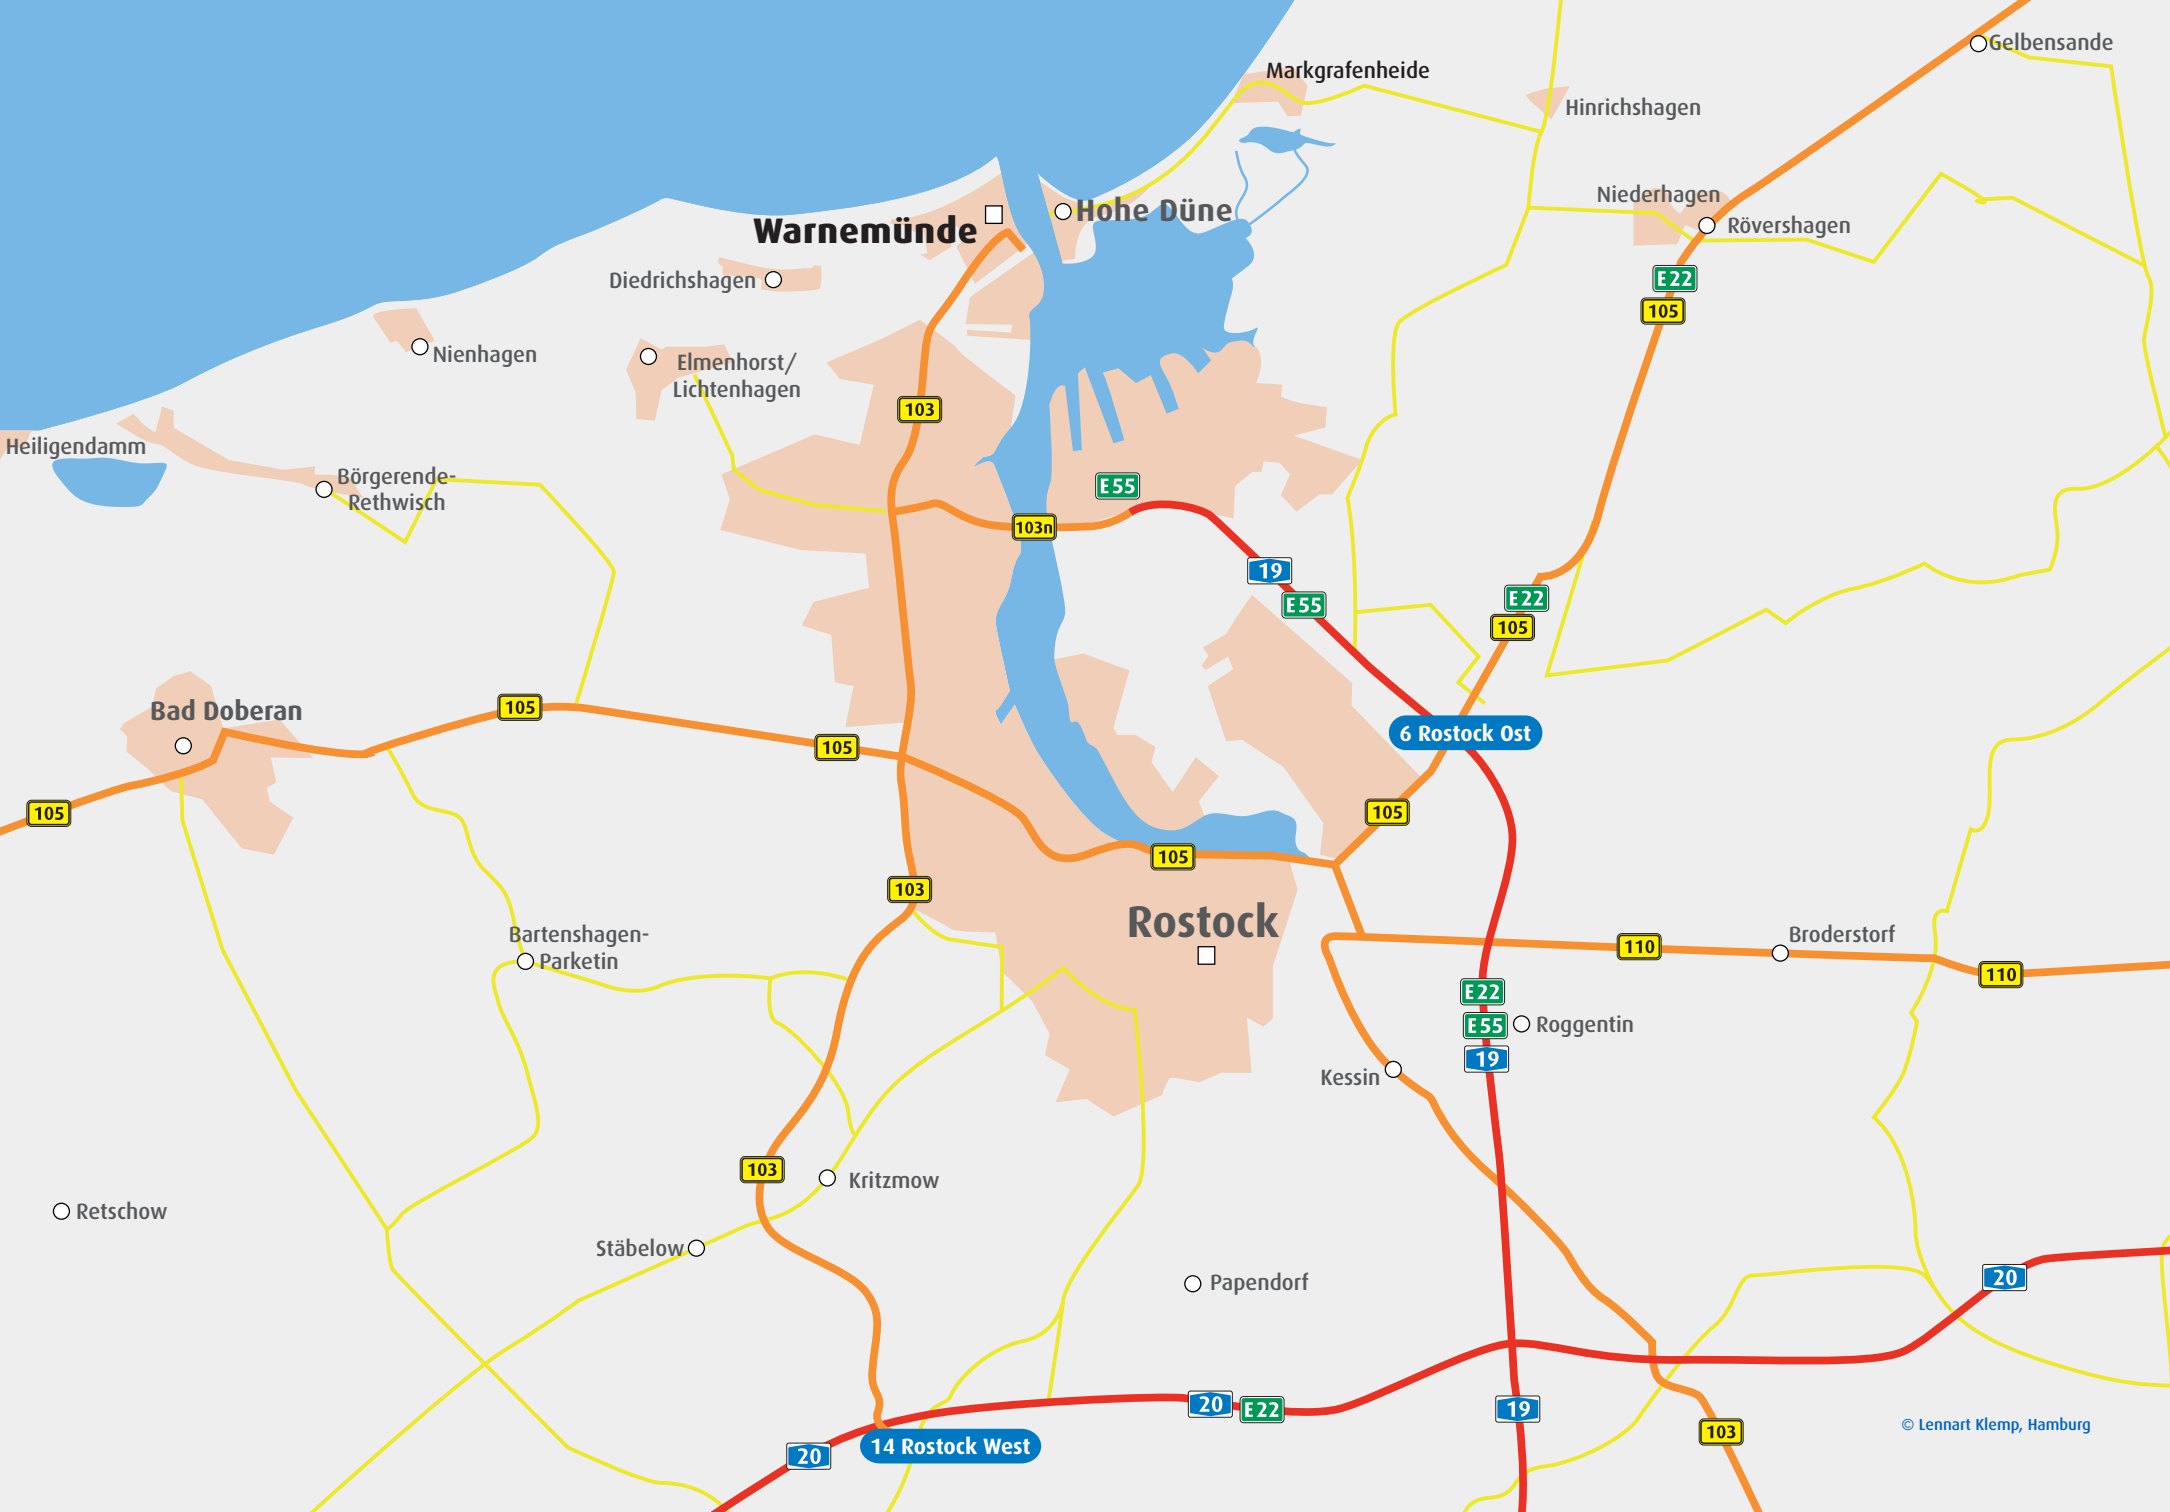 Gelbensande
Markgrafenheide
Hinrichshagen
Niederhagen
Rövershagen
Hohe Düne
Warnemünde
Diedrichshagen
E22
105
Nienhagen
Elmenhorst/
Lichtenhagen
103
Heiligendamm
Börgerende-
Rethwisch
E55
103n
19
E55
E22
105
Bad Doberan
105
105
6 Rostock Ost
105
105
105
103
Rostock
Bartenshagen-
Parketin
110
Broderstorf
110
E22
E55
Roggentin
19
Kessin
103
Kritzmow
Retschow
Stäbelow
Papendorf
20
20
E22
19
© Lennart Klemp, Hamburg
103
14 Rostock West
20